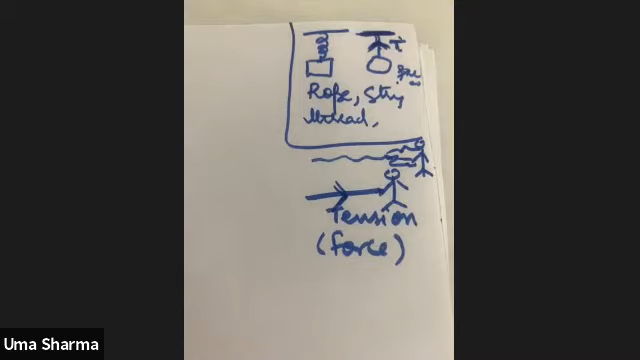 T
Rope, String
thread,
Tension
(force)
Uma Sharma